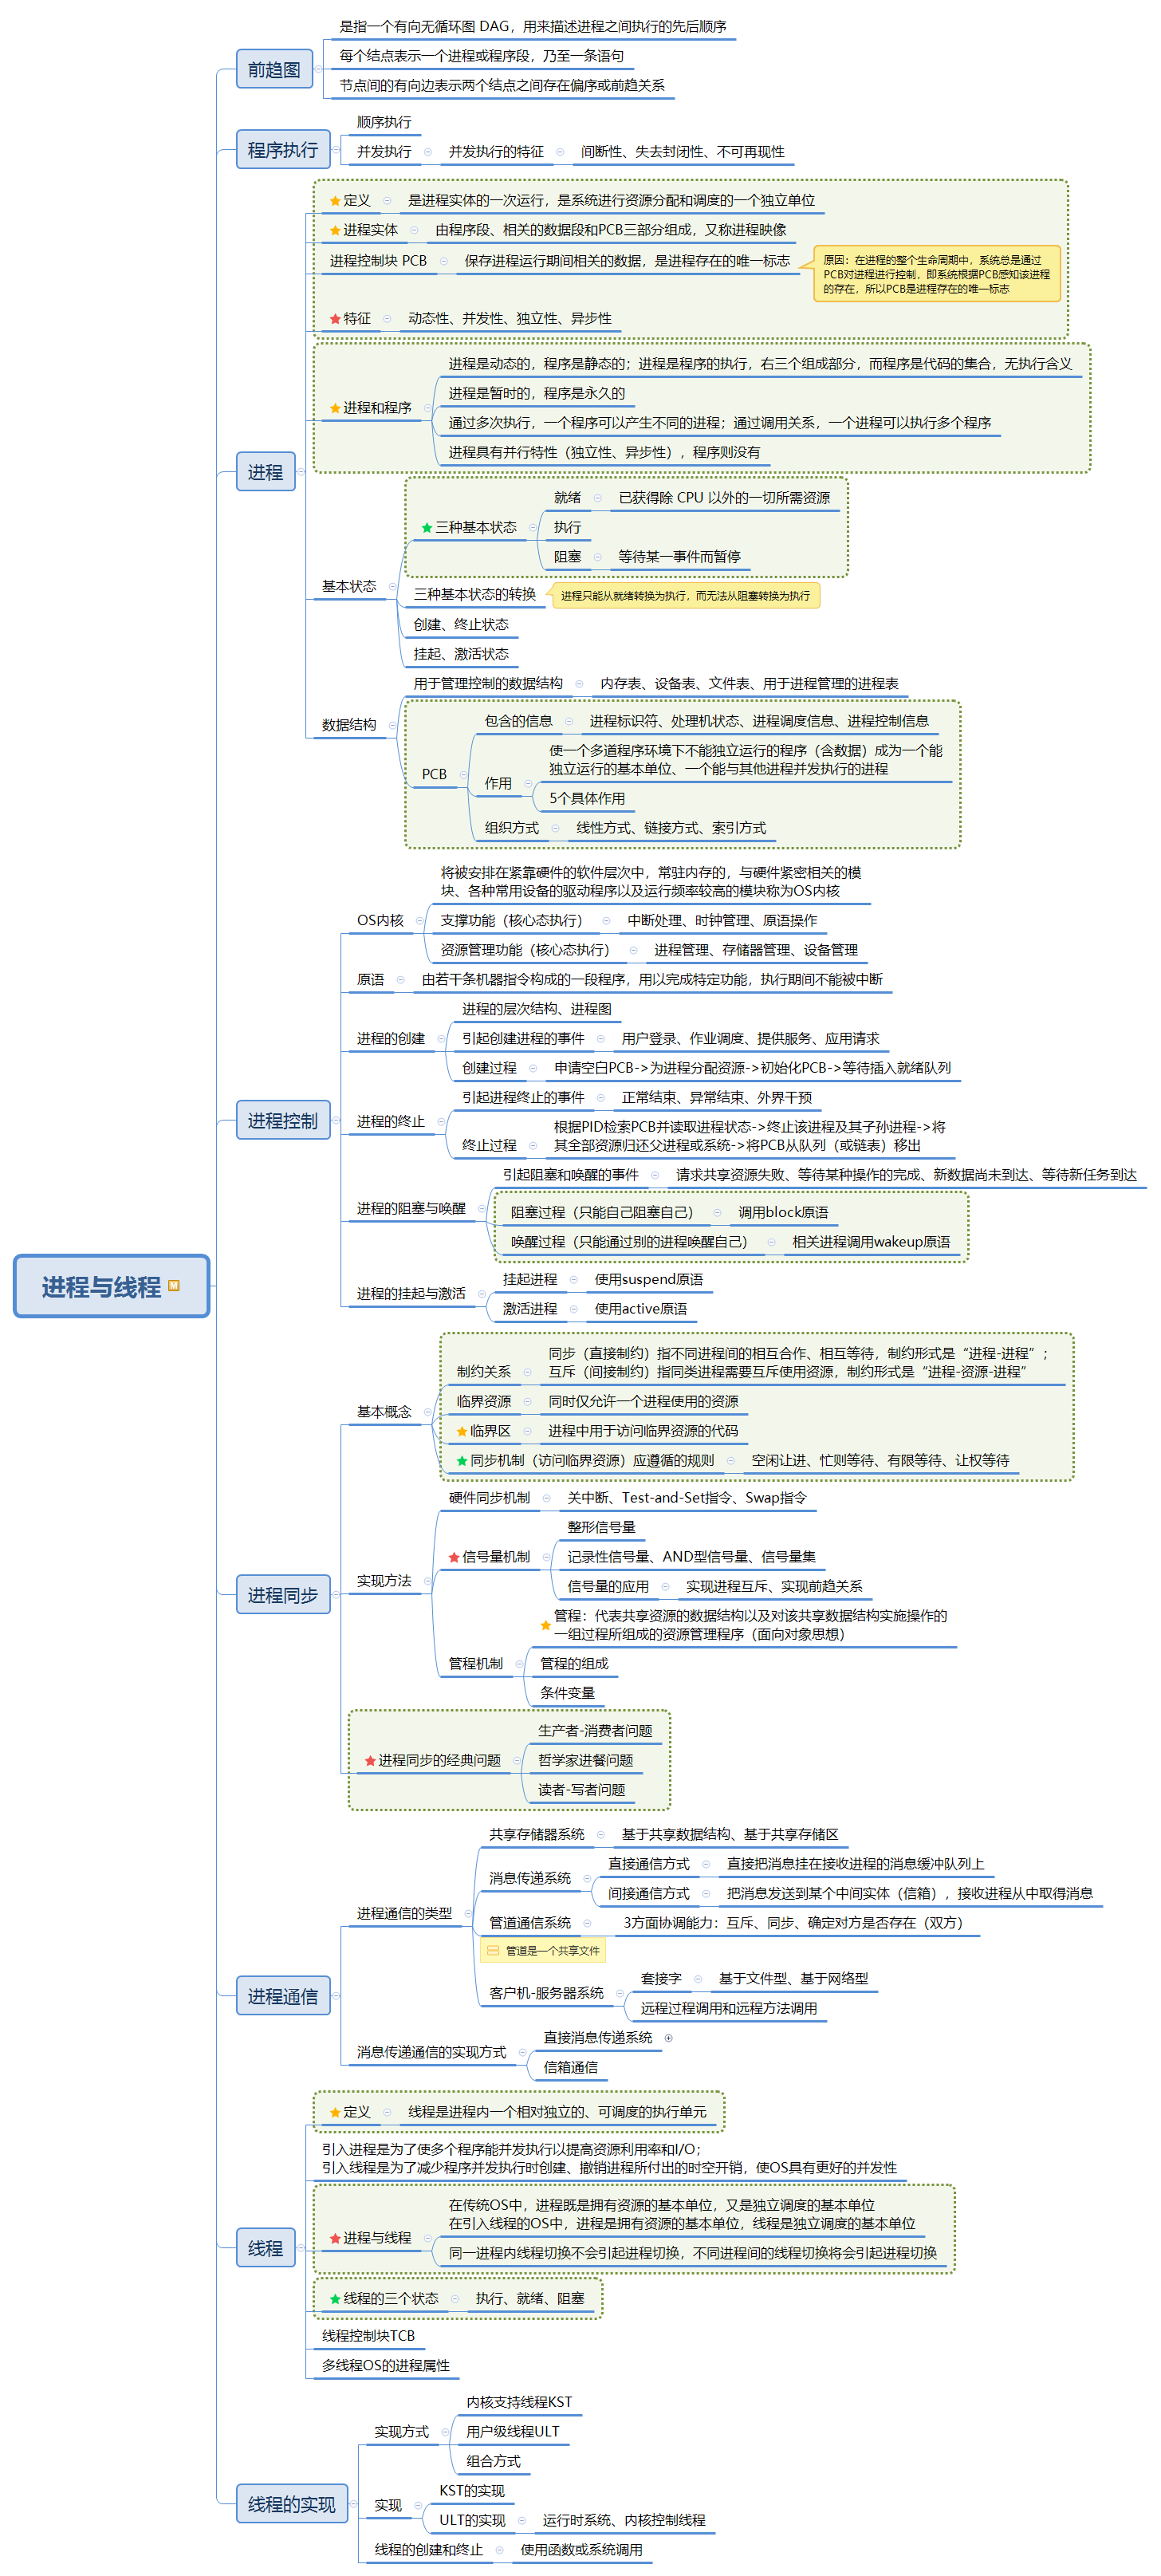 进程与线程
前趋图
是指一个有向无循环图 DAG，用来描述进程之间执行的先后顺序
每个结点表示一个进程或程序段，乃至一条语句
节点间的有向边表示两个结点之间存在偏序或前趋关系
程序执行
顺序执行
并发执行
并发执行的特征
间断性、失去封闭性、不可再现性
进程
定义
是进程实体的一次运行，是系统进行资源分配和调度的一个独立单位
进程实体
由程序段、相关的数据段和PCB三部分组成，又称进程映像
进程控制块 PCB
保存进程运行期间相关的数据，是进程存在的唯一标志
原因：在进程的整个生命周期中，系统总是通过
PCB对进程进行控制，即系统根据PCB感知该进程
的存在，所以PCB是进程存在的唯一标志
特征
动态性、并发性、独立性、异步性
进程和程序
进程是动态的，程序是静态的；进程是程序的执行，右三个组成部分，而程序是代码的集合，无执行含义
进程是暂时的，程序是永久的
通过多次执行，一个程序可以产生不同的进程；通过调用关系，一个进程可以执行多个程序
进程具有并行特性（独立性、异步性），程序则没有
基本状态
三种基本状态
就绪
已获得除 CPU 以外的一切所需资源
执行
阻塞
等待某一事件而暂停
三种基本状态的转换
进程只能从就绪转换为执行，而无法从阻塞转换为执行
创建、终止状态
挂起、激活状态
数据结构
用于管理控制的数据结构
内存表、设备表、文件表、用于进程管理的进程表
PCB
包含的信息
进程标识符、处理机状态、进程调度信息、进程控制信息
作用
使一个多道程序环境下不能独立运行的程序（含数据）成为一个能
独立运行的基本单位、一个能与其他进程并发执行的进程
5个具体作用
组织方式
线性方式、链接方式、索引方式
进程控制
OS内核
将被安排在紧靠硬件的软件层次中，常驻内存的，与硬件紧密相关的模
块、各种常用设备的驱动程序以及运行频率较高的模块称为OS内核
支撑功能（核心态执行）
中断处理、时钟管理、原语操作
资源管理功能（核心态执行）
进程管理、存储器管理、设备管理
原语
由若干条机器指令构成的一段程序，用以完成特定功能，执行期间不能被中断
进程的创建
进程的层次结构、进程图
引起创建进程的事件
用户登录、作业调度、提供服务、应用请求
创建过程
申请空白PCB->为进程分配资源->初始化PCB->等待插入就绪队列
进程的终止
引起进程终止的事件
正常结束、异常结束、外界干预
终止过程
根据PID检索PCB并读取进程状态->终止该进程及其子孙进程->将
其全部资源归还父进程或系统->将PCB从队列（或链表）移出
进程的阻塞与唤醒
引起阻塞和唤醒的事件
请求共享资源失败、等待某种操作的完成、新数据尚未到达、等待新任务到达
阻塞过程（只能自己阻塞自己）
调用block原语
唤醒过程（只能通过别的进程唤醒自己）
相关进程调用wakeup原语
进程的挂起与激活
挂起进程
使用suspend原语
激活进程
使用active原语
进程同步
基本概念
制约关系
同步（直接制约）指不同进程间的相互合作、相互等待，制约形式是“进程-进程”；
互斥（间接制约）指同类进程需要互斥使用资源，制约形式是“进程-资源-进程”
临界资源
同时仅允许一个进程使用的资源
临界区
进程中用于访问临界资源的代码
同步机制（访问临界资源）应遵循的规则
空闲让进、忙则等待、有限等待、让权等待
实现方法
硬件同步机制
关中断、Test-and-Set指令、Swap指令
信号量机制
整形信号量
记录性信号量、AND型信号量、信号量集
信号量的应用
实现进程互斥、实现前趋关系
管程机制
管程：代表共享资源的数据结构以及对该共享数据结构实施操作的
一组过程所组成的资源管理程序（面向对象思想）
管程的组成
条件变量
进程同步的经典问题
生产者-消费者问题
哲学家进餐问题
读者-写者问题
进程通信
进程通信的类型
共享存储器系统
基于共享数据结构、基于共享存储区
消息传递系统
直接通信方式
直接把消息挂在接收进程的消息缓冲队列上
间接通信方式
把消息发送到某个中间实体（信箱），接收进程从中取得消息
管道通信系统
3方面协调能力：互斥、同步、确定对方是否存在（双方）
管道是一个共享文件
客户机-服务器系统
套接字
基于文件型、基于网络型
远程过程调用和远程方法调用
消息传递通信的实现方式
直接消息传递系统
信箱通信
线程
定义
线程是进程内一个相对独立的、可调度的执行单元
引入进程是为了使多个程序能并发执行以提高资源利用率和I/O；
引入线程是为了减少程序并发执行时创建、撤销进程所付出的时空开销，使OS具有更好的并发性
进程与线程
在传统OS中，进程既是拥有资源的基本单位，又是独立调度的基本单位
在引入线程的OS中，进程是拥有资源的基本单位，线程是独立调度的基本单位
同一进程内线程切换不会引起进程切换，不同进程间的线程切换将会引起进程切换
线程的三个状态
执行、就绪、阻塞
线程控制块TCB
多线程OS的进程属性
线程的实现
实现方式
内核支持线程KST
用户级线程ULT
组合方式
实现
KST的实现
ULT的实现
运行时系统、内核控制线程
线程的创建和终止
使用函数或系统调用